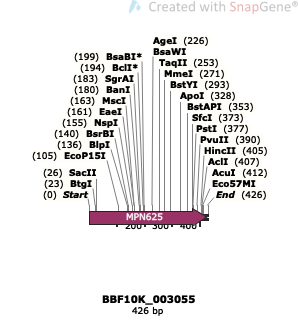 Created with SnapGene®
AgeI (226)
BsaWI
(199) BsaBI*
(194) BclI*
(183) SgrAI
(180) BanI
(163) MscI
(161) EaeI
(155) NspI
(140) BsrBI
(136) BlpI
(105) EcoP15I
(26) SacII
(23) BtgI
(0) Start
TaqII (253)
MmeI (271)
BstYI (293)
ApoI (328)
BstAPI (353)
SfcI (373)
PstI (377)
PvuII (390)
HincII (405)
AclI (407)
AcuI (412)
Eco57MI
End (426)
MPN625
200 300 400
BBF10K_003055
426 bp